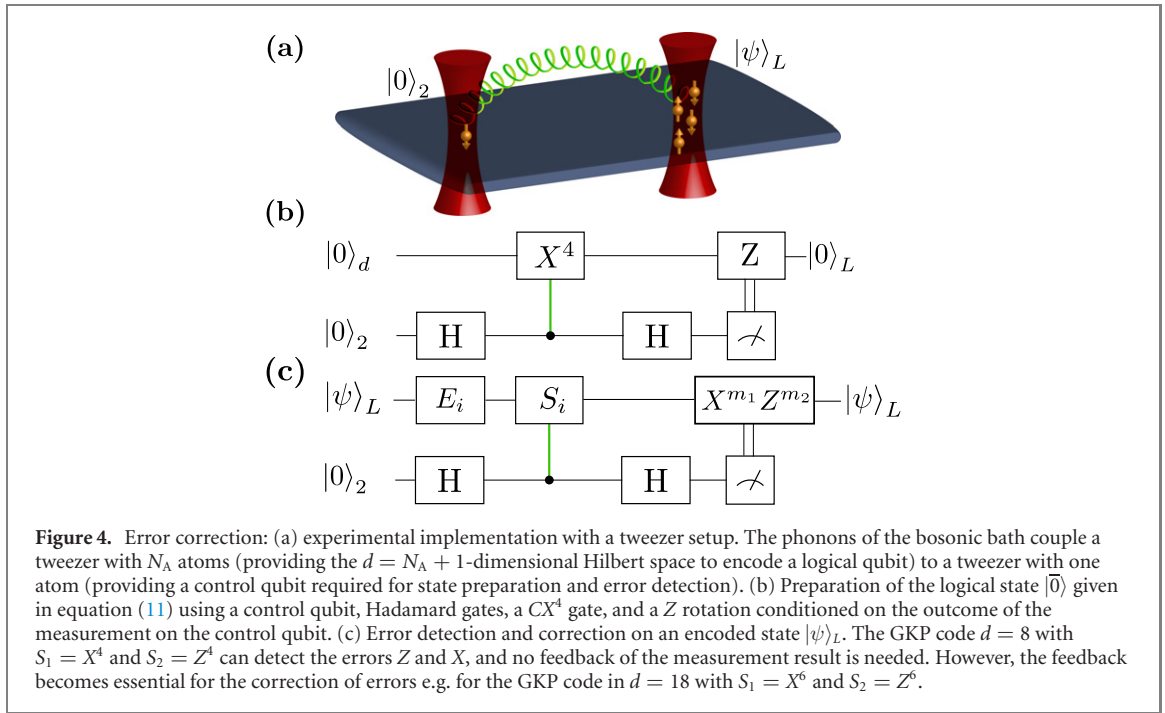 (a)
|0⟩₂
|ψ⟩_L
(b)
|0⟩_d X⁴ Z |0⟩_L
|0⟩₂ H H
(c)
|ψ⟩_L E_i S_i X^{m₁} Z^{m₂} |ψ⟩_L
|0⟩₂ H H
Figure 4. Error correction: (a) experimental implementation with a tweezer setup. The phonons of the bosonic bath couple a
tweezer with N_A atoms (providing the d = N_A + 1-dimensional Hilbert space to encode a logical qubit) to a tweezer with one
atom (providing a control qubit required for state preparation and error detection). (b) Preparation of the logical state |0̅⟩ given
in equation (11) using a control qubit, Hadamard gates, a CX⁴ gate, and a Z rotation conditioned on the outcome of the
measurement on the control qubit. (c) Error detection and correction on an encoded state |ψ⟩_L. The GKP code d = 8 with
S₁ = X⁴ and S₂ = Z⁴ can detect the errors Z and X, and no feedback of the measurement result is needed. However, the feedback
becomes essential for the correction of errors e.g. for the GKP code in d = 18 with S₁ = X⁶ and S₂ = Z⁶.